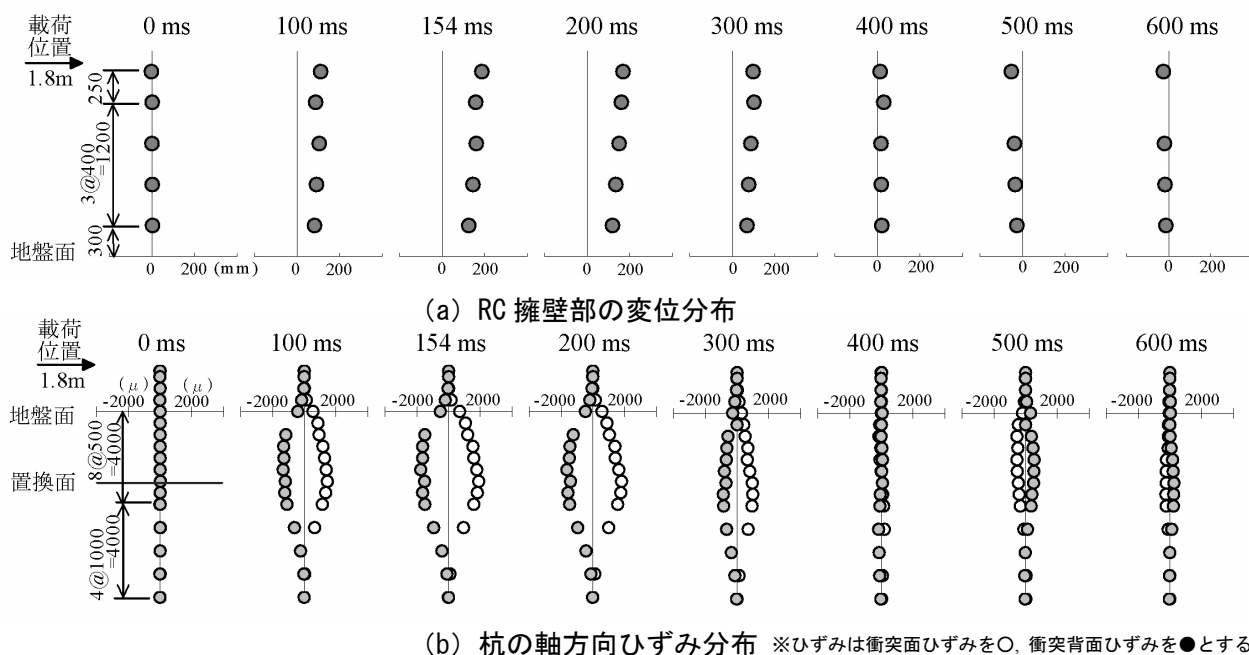 載荷
位置
1.8m
0 ms 100 ms 154 ms 200 ms 300 ms 400 ms 500 ms 600 ms
250
3@400
=1200
300
地盤面
0 200 (mm) 0 200 0 200 0 200 0 200 0 200 0 200 0 200
(a) RC 擁壁部の変位分布
載荷
位置
1.8m
0 ms 100 ms 154 ms 200 ms 300 ms 400 ms 500 ms 600 ms
(μ) (μ)
-2000 2000 -2000 2000 -2000 2000 -2000 2000 -2000 2000 -2000 2000 -2000 2000 -2000 2000
地盤面
8@500
=4000
置換面
4@1000
=4000
(b) 杭の軸方向ひずみ分布 ※ひずみは衝突面ひずみを○, 衝突背面ひずみを●とする